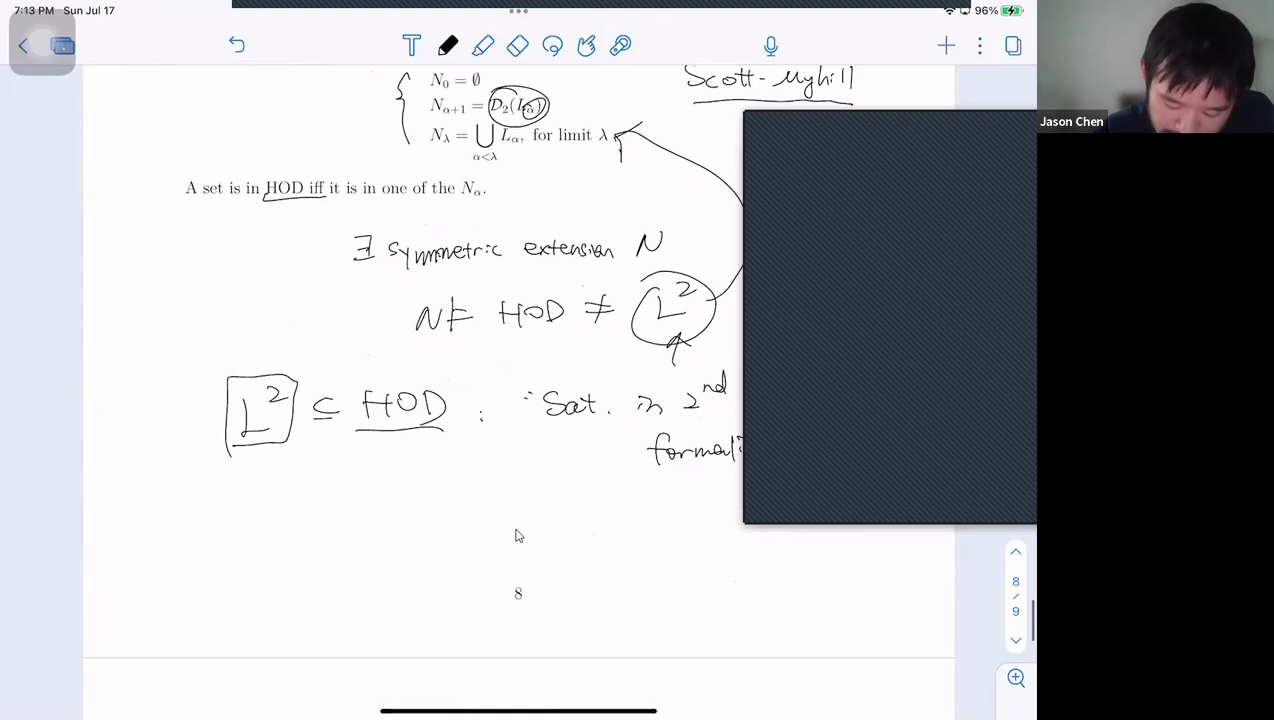 7:13 PM Sun Jul 17
96%
N₀ = ∅
Scott-Myhill
N_{α+1} = D₂(L_α)
N_λ = ⋃_{α<λ} L_α, for limit λ
Jason Chen
A set is in HOD iff it is in one of the N_α.
∃ symmetric extension N
N ⊨ HOD ≠ L²
L² ⊆ HOD : Sat. in 2nd
8
9
8